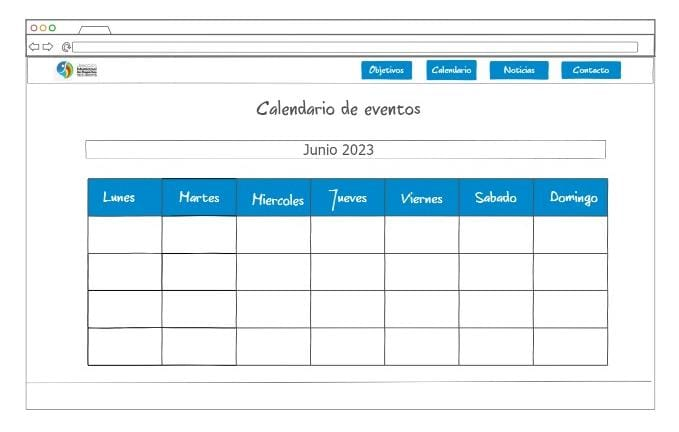 Objetivos Calendario Noticias Contacto
Calendario de eventos
Junio 2023
Lunes Martes Miercoles Jueves Viernes Sabado Domingo